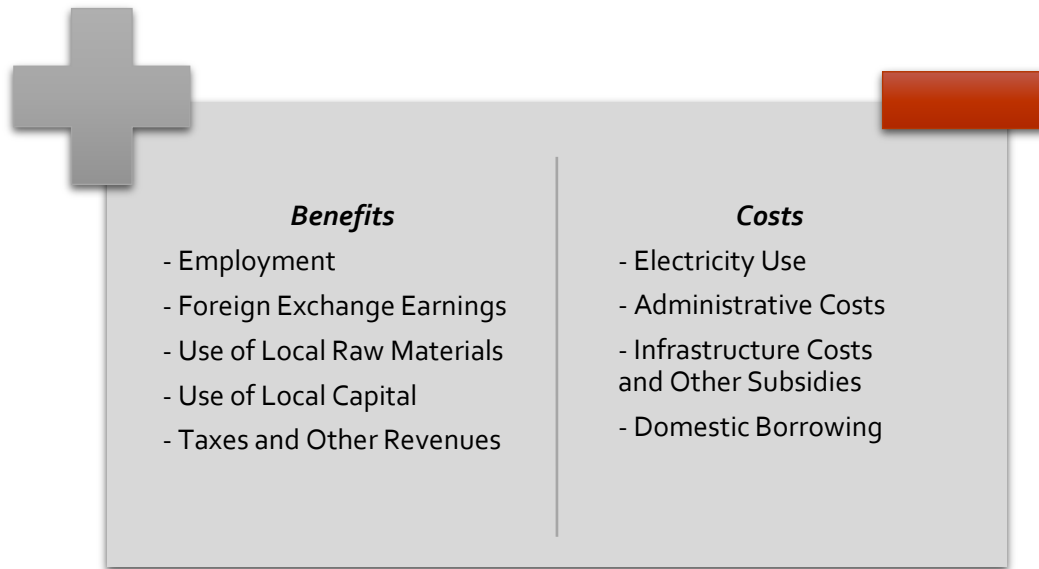 Benefits
- Employment
- Foreign Exchange Earnings
- Use of Local Raw Materials
- Use of Local Capital
- Taxes and Other Revenues
Costs
- Electricity Use
- Administrative Costs
- Infrastructure Costs
and Other Subsidies
- Domestic Borrowing